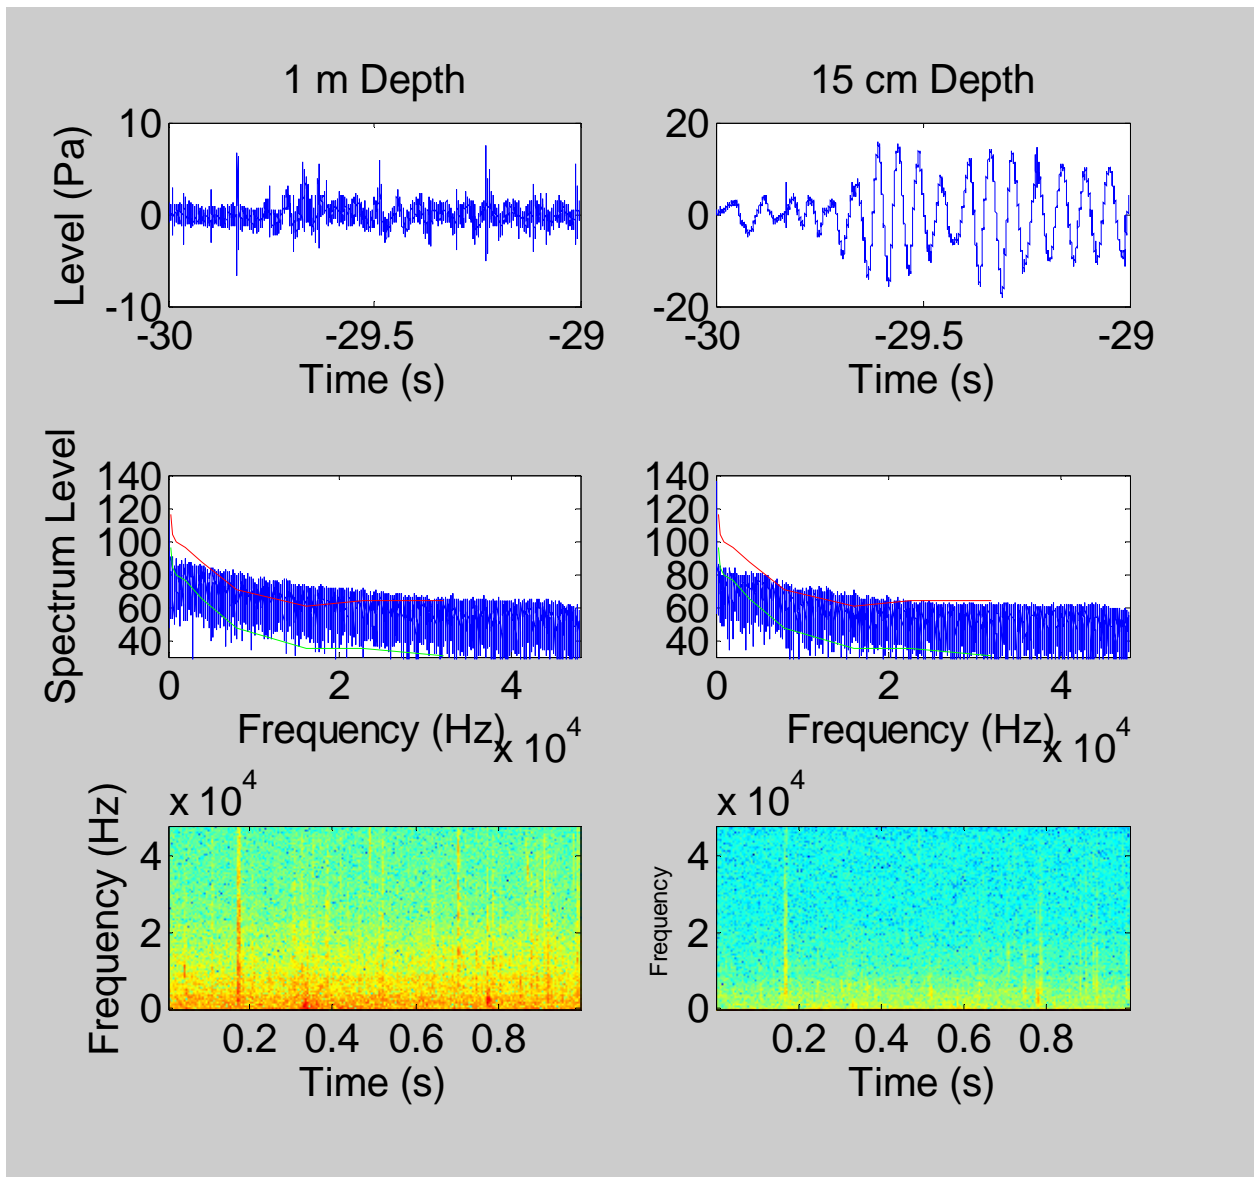 1 m Depth
15 cm Depth
Level (Pa)
10
0
-10
-30
-29.5
-29
Time (s)
20
0
-20
-30
-29.5
-29
Time (s)
Spectrum Level
140
120
100
80
60
40
0
2
4
Frequency (Hz)
x 10^4
140
120
100
80
60
40
0
2
4
Frequency (Hz)
x 10^4
Frequency (Hz)
x 10^4
4
2
0
0.2
0.4
0.6
0.8
Time (s)
Frequency
x 10^4
4
2
0
0.2
0.4
0.6
0.8
Time (s)